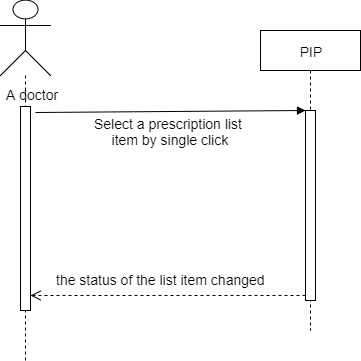 PIP
A doctor
Select a prescription list
item by single click
the status of the list item changed